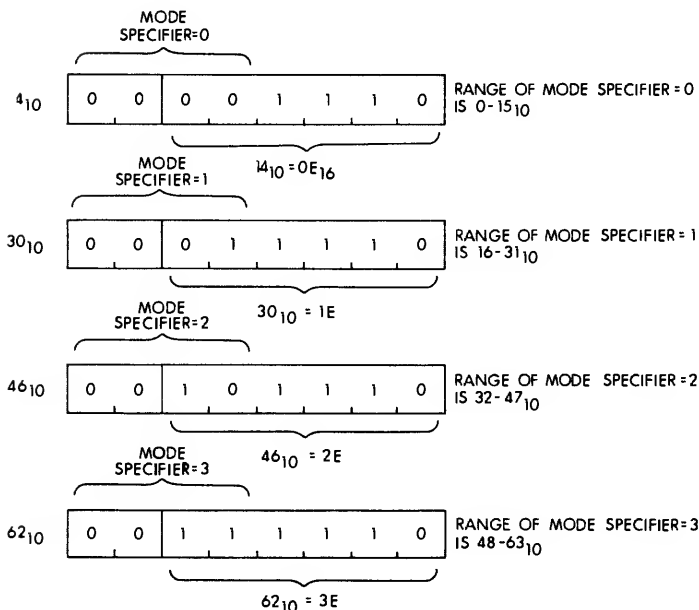 MODE
SPECIFIER=0
4₁₀ 0 0 0 0 1 1 1 0 RANGE OF MODE SPECIFIER=0
IS 0-15₁₀
14₁₀=0E₁₆
MODE
SPECIFIER=1
30₁₀ 0 0 0 1 1 1 1 0 RANGE OF MODE SPECIFIER=1
IS 16-31₁₀
30₁₀ = 1E
MODE
SPECIFIER=2
46₁₀ 0 0 1 0 1 1 1 0 RANGE OF MODE SPECIFIER=2
IS 32-47₁₀
46₁₀ = 2E
MODE
SPECIFIER=3
62₁₀ 0 0 1 1 1 1 1 0 RANGE OF MODE SPECIFIER=3
IS 48-63₁₀
62₁₀ = 3E